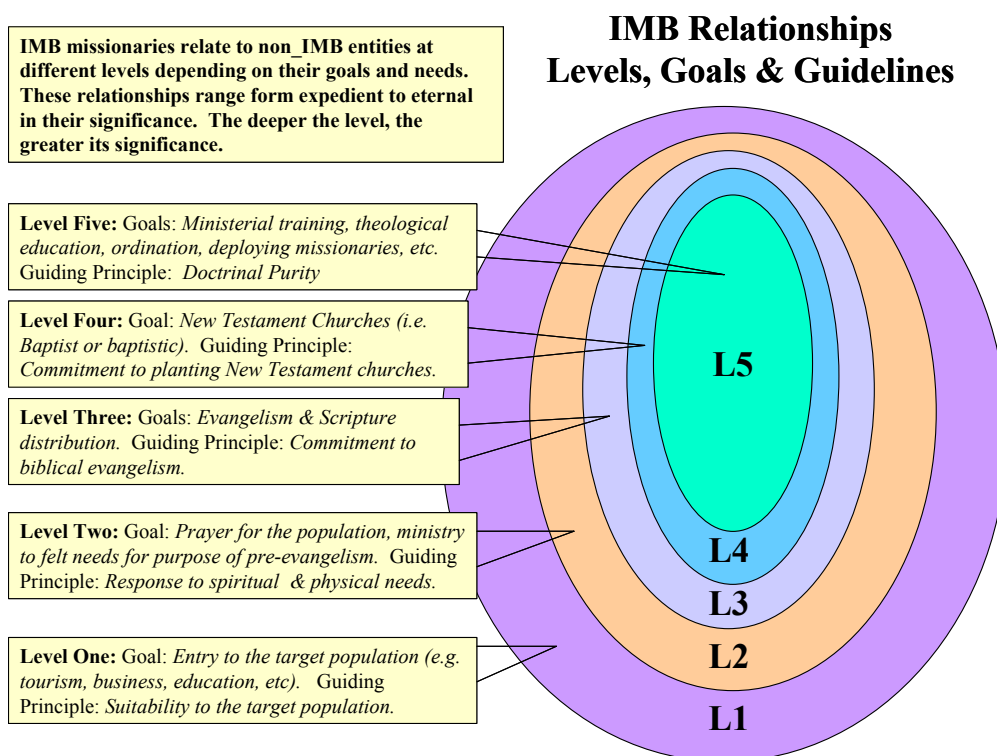 IMB Relationships
Levels, Goals & Guidelines
IMB missionaries relate to non_IMB entities at
different levels depending on their goals and needs.
These relationships range form expedient to eternal
in their significance.  The deeper the level, the
greater its significance.
Level Five: Goals: Ministerial training, theological
education, ordination, deploying missionaries, etc.
Guiding Principle:  Doctrinal Purity
Level Four: Goal: New Testament Churches (i.e.
Baptist or baptistic).  Guiding Principle:
Commitment to planting New Testament churches.
Level Three: Goals: Evangelism & Scripture
distribution.  Guiding Principle: Commitment to
biblical evangelism.
Level Two: Goal: Prayer for the population, ministry
to felt needs for purpose of pre-evangelism.  Guiding
Principle: Response to spiritual  & physical needs.
Level One: Goal: Entry to the target population (e.g.
tourism, business, education, etc).   Guiding
Principle: Suitability to the target population.
L5
L4
L3
L2
L1